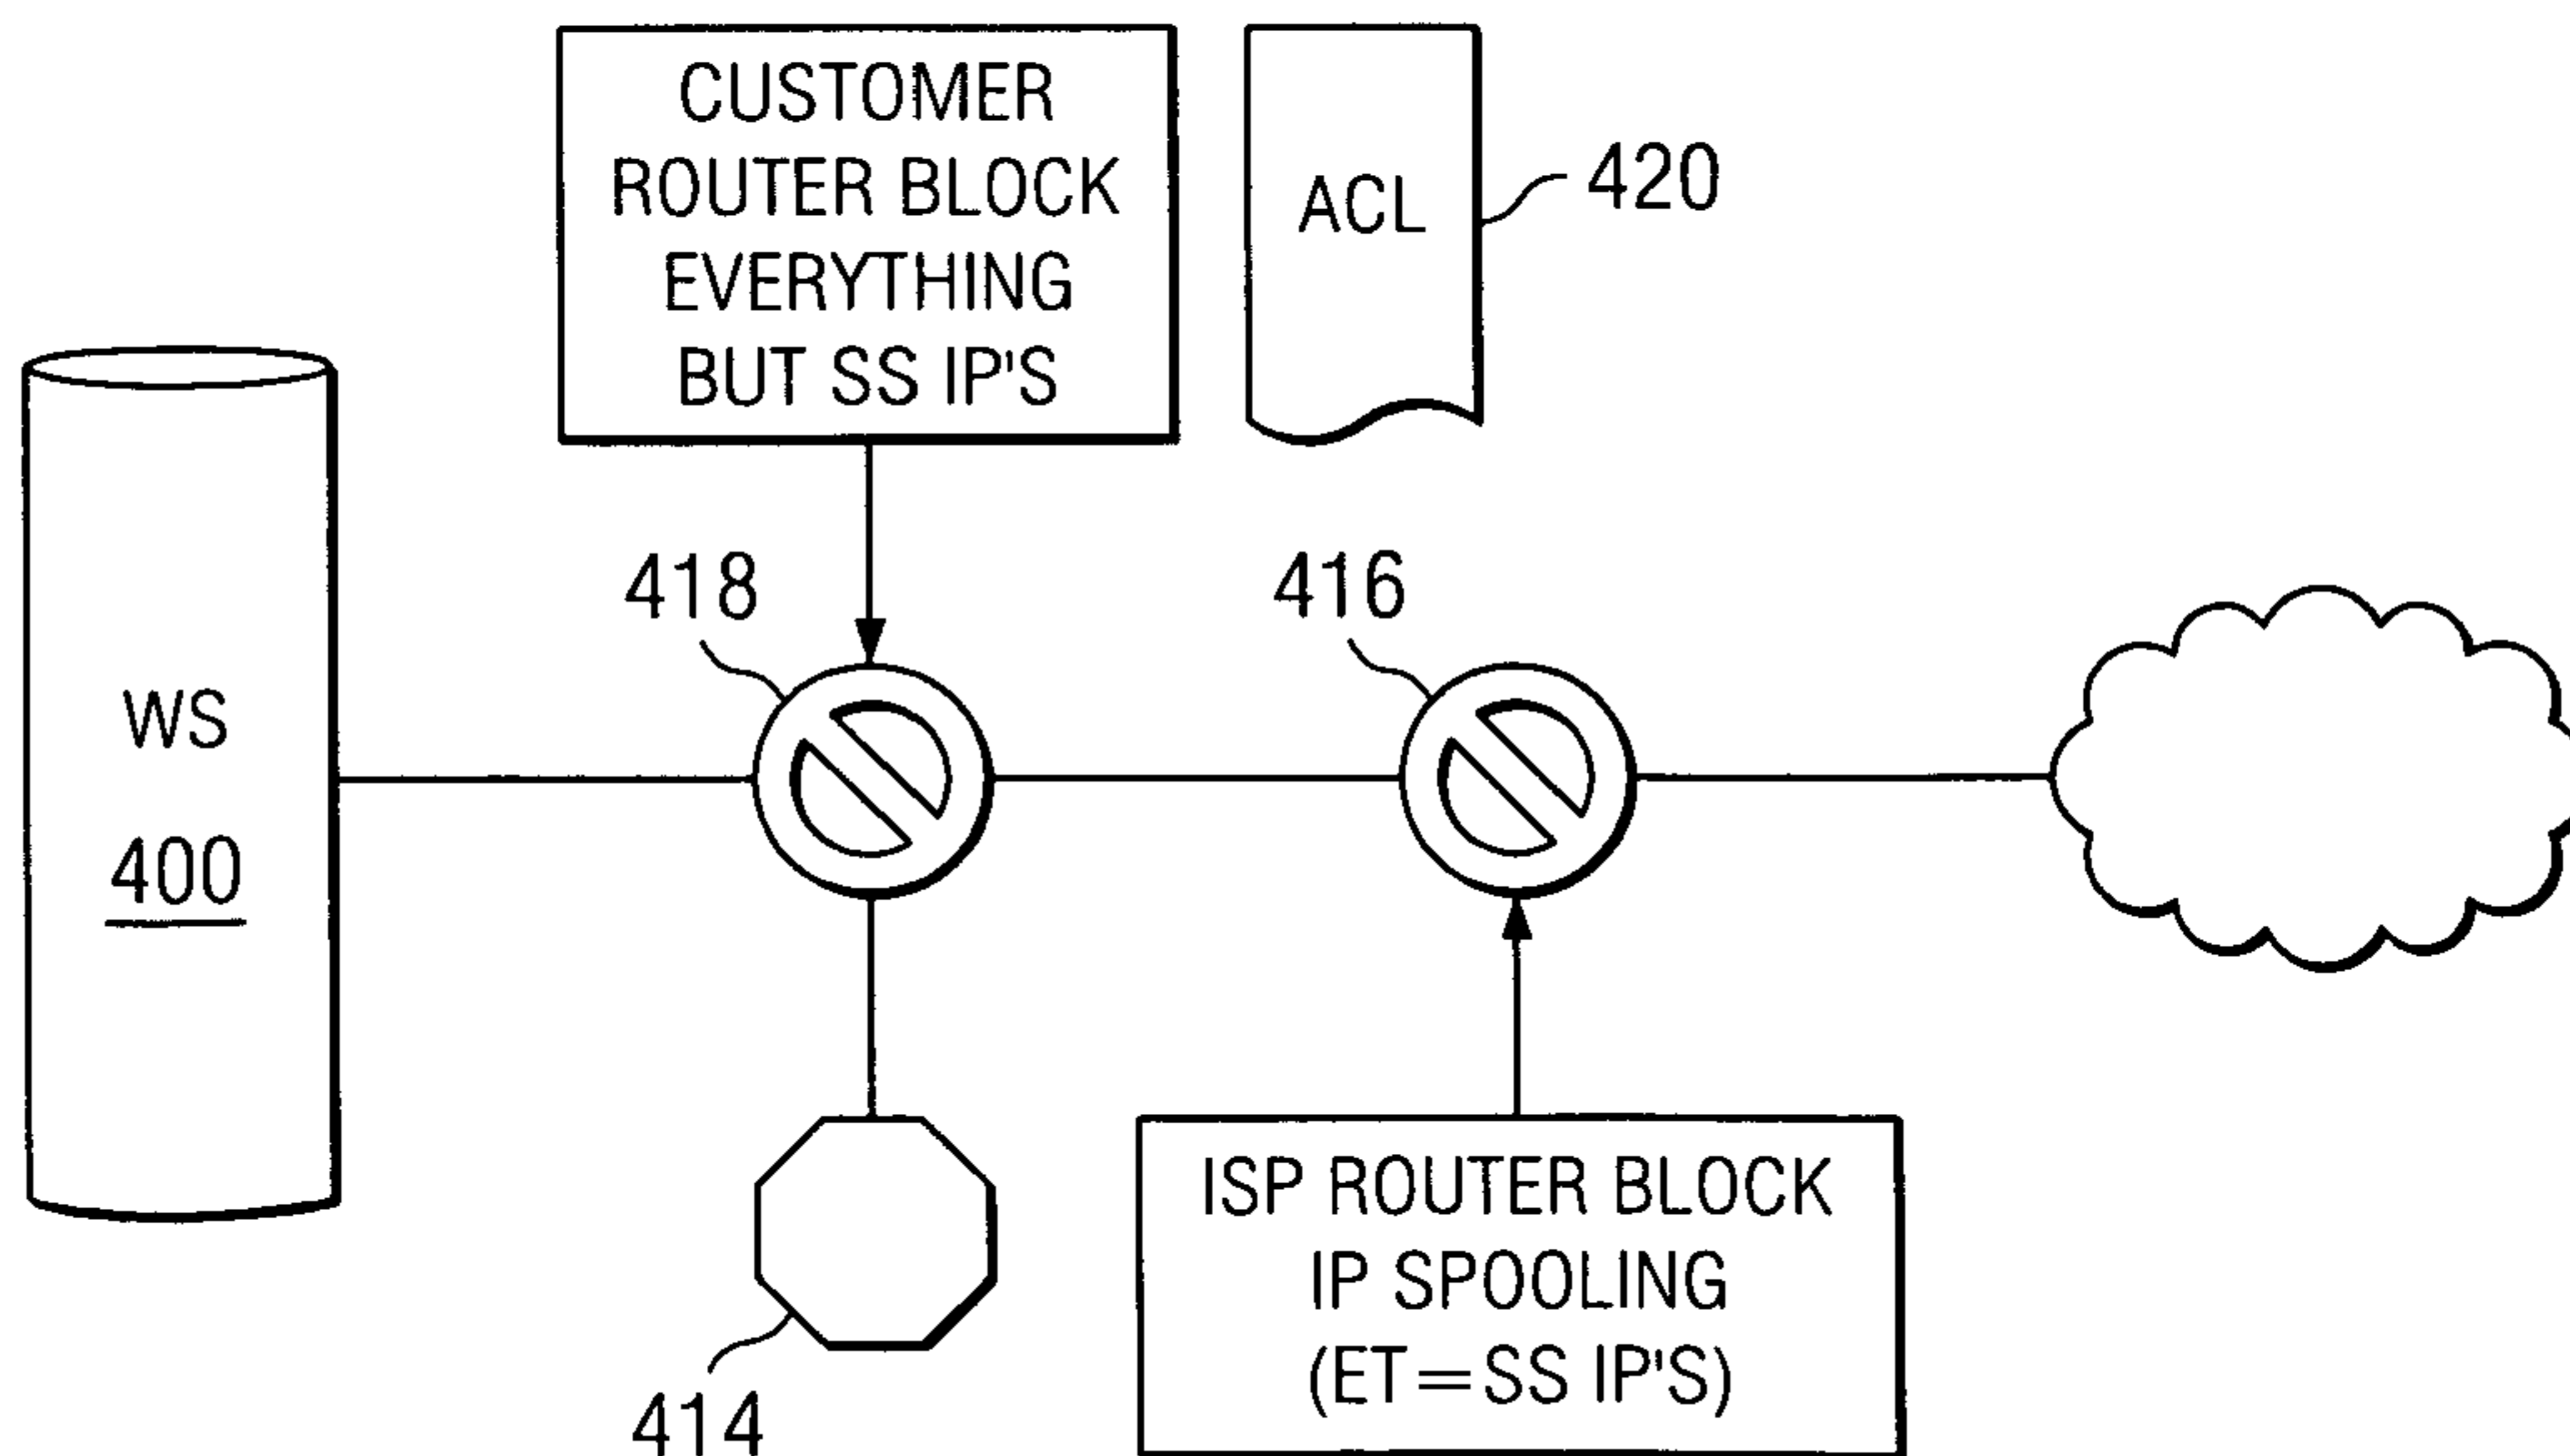 CUSTOMER
ROUTER BLOCK
EVERYTHING
BUT SS IP'S
ACL
420
418
416
WS
400
414
ISP ROUTER BLOCK
IP SPOOLING
(ET=SS IP'S)